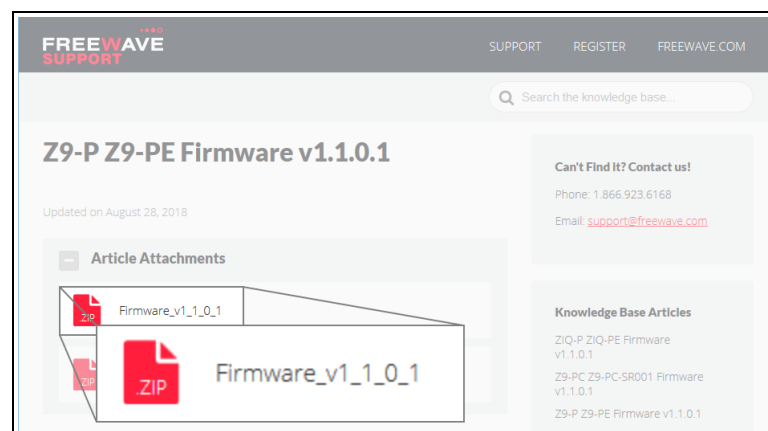 FREEWAVE
SUPPORT
SUPPORT REGISTER FREEWAVE.COM
Search the knowledge base...
Z9-P Z9-PE Firmware v1.1.0.1
Updated on August 28, 2018
Article Attachments
.ZIP Firmware_v1_1_0_1
.ZIP Firmware_v1_1_0_1
Can't Find It? Contact us!
Phone: 1.866.923.6168
Email: support@freewave.com
Knowledge Base Articles
ZIQ-P ZIQ-PE Firmware
v1.1.0.1
Z9-PC Z9-PC-SR001 Firmware
v1.1.0.1
Z9-P Z9-PE Firmware v1.1.0.1